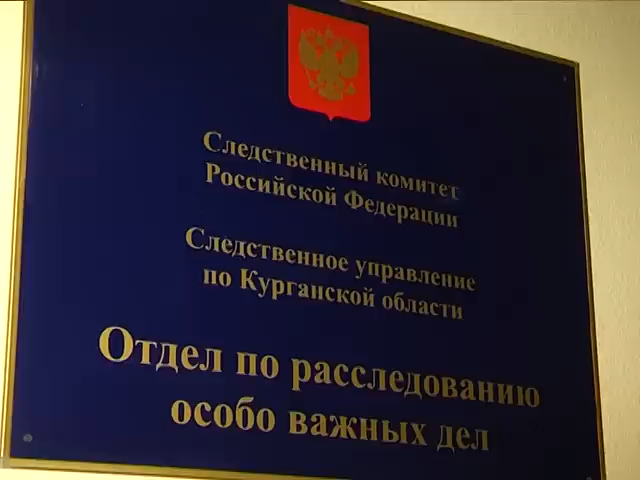 Следственный комитет
Российской Федерации
Следственное управление
по Курганской области
Отдел по расследованию
особо важных дел